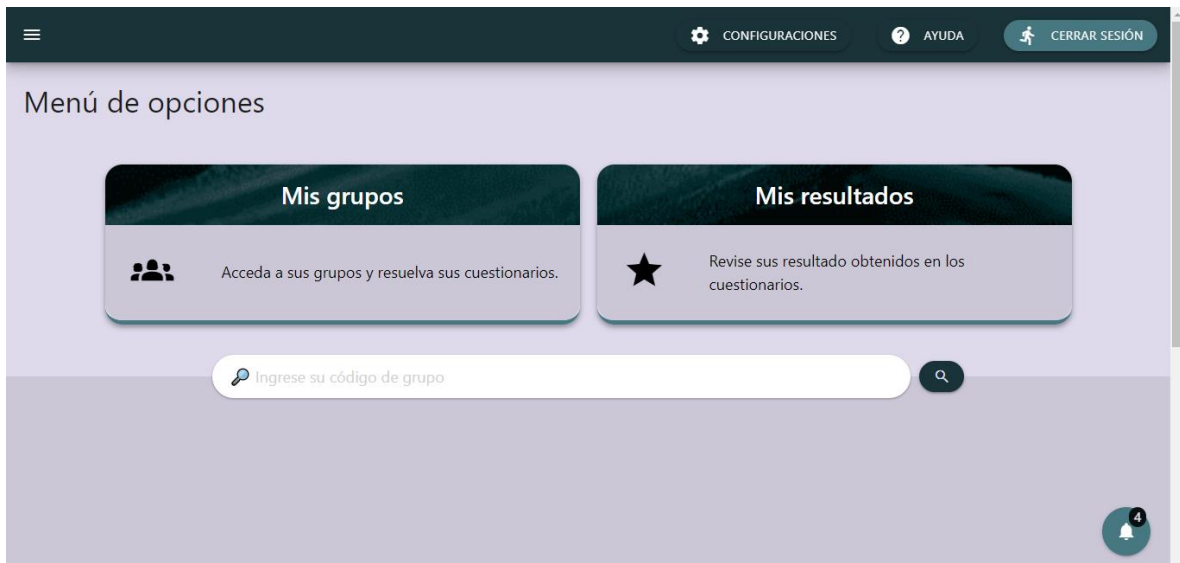 CONFIGURACIONES
AYUDA
CERRAR SESIÓN
Menú de opciones
Mis grupos
Mis resultados
Acceda a sus grupos y resuelva sus cuestionarios.
Revise sus resultado obtenidos en los
cuestionarios.
Ingrese su código de grupo
4